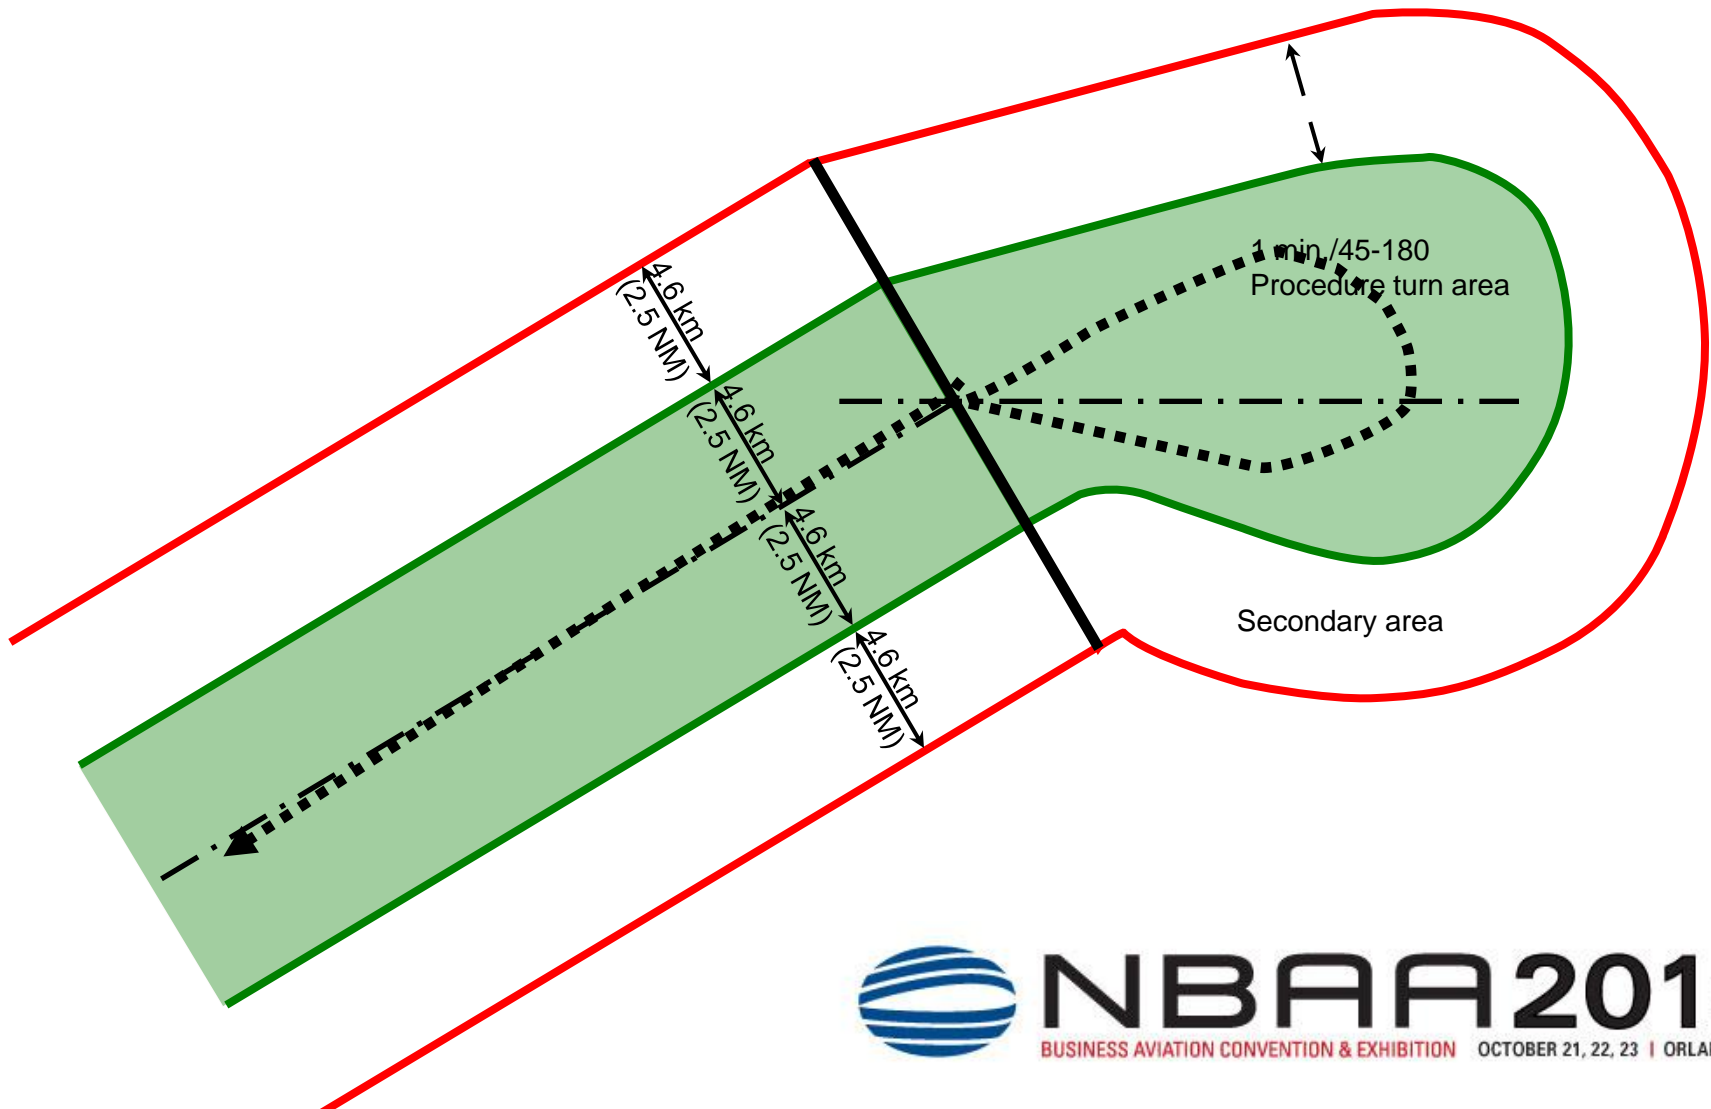 1 min./45-180
Procedure turn area
4.6 km
(2.5 NM)
4.6 km
(2.5 NM)
4.6 km
(2.5 NM)
4.6 km
(2.5 NM)
Secondary area
NBAA201
BUSINESS AVIATION CONVENTION & EXHIBITION OCTOBER 21, 22, 23 |